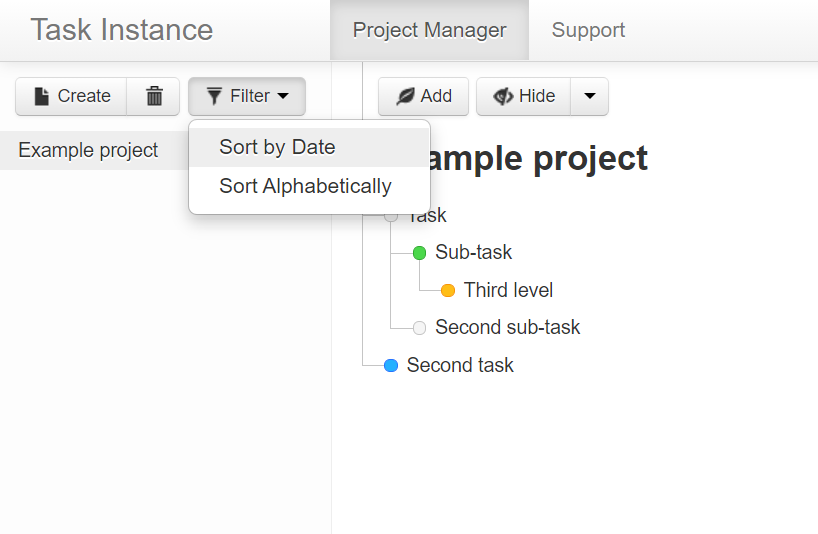 Task Instance
Project Manager
Support
Create
Filter
Add
Hide
Sort by Date
Sort Alphabetically
Example project
ample project
Task
Sub-task
Third level
Second sub-task
Second task